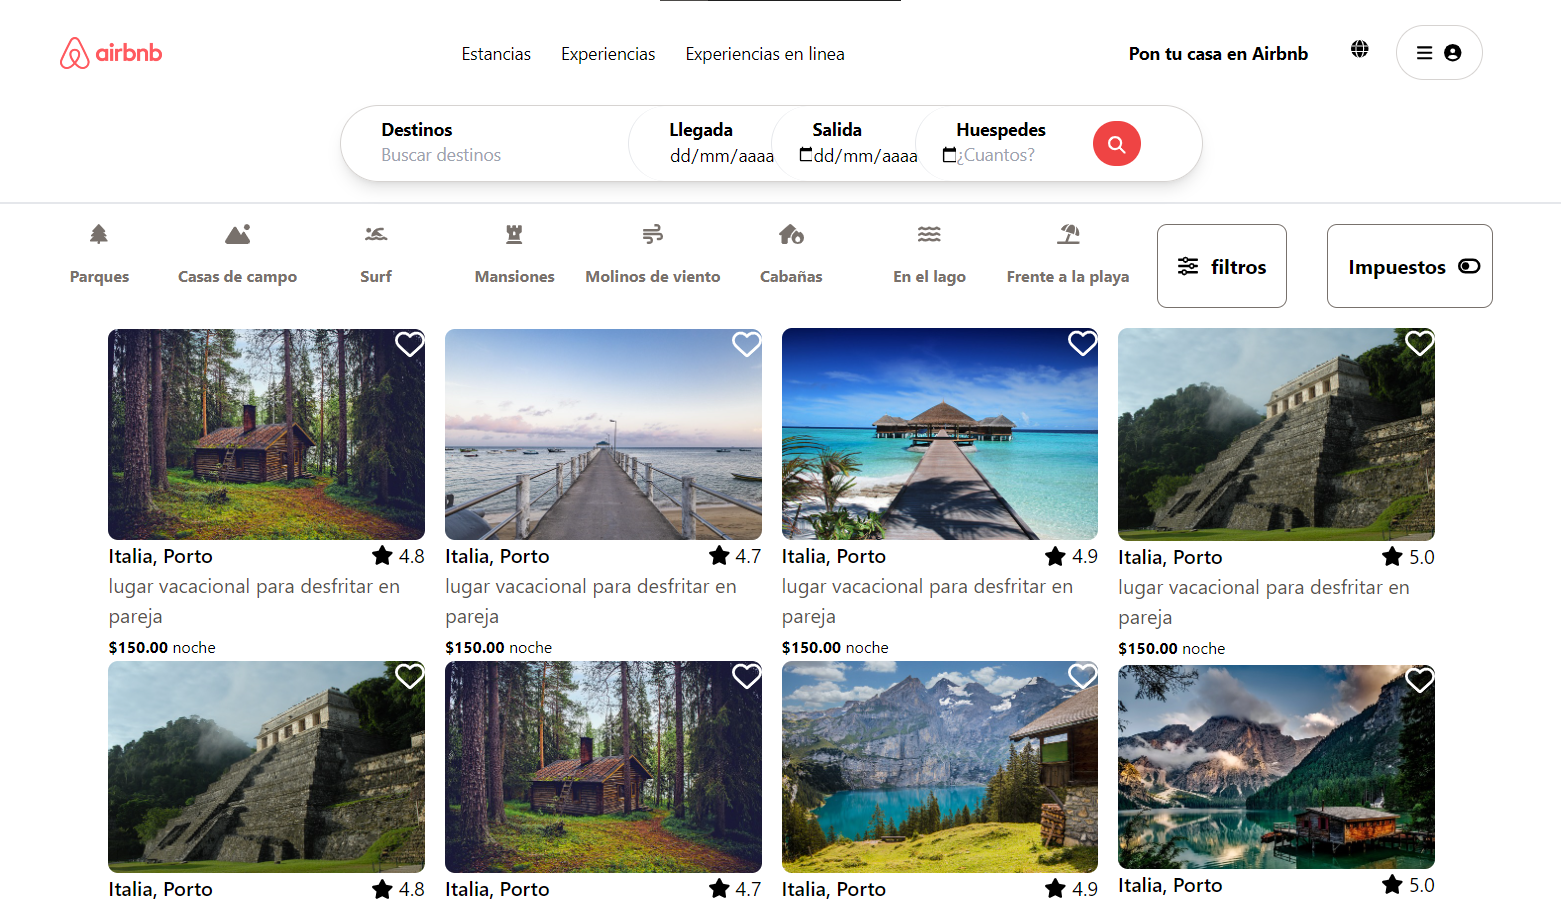 airbnb
Estancias
Experiencias
Experiencias en linea
Pon tu casa en Airbnb
Destinos
Buscar destinos
Llegada
dd/mm/aaaa
Salida
dd/mm/aaaa
Huespedes
¿Cuantos?
Parques
Casas de campo
Surf
Mansiones
Molinos de viento
Cabañas
En el lago
Frente a la playa
filtros
Impuestos
Italia, Porto
4.8
lugar vacacional para desfritar en
pareja
$150.00 noche
Italia, Porto
4.7
lugar vacacional para desfritar en
pareja
$150.00 noche
Italia, Porto
4.9
lugar vacacional para desfritar en
pareja
$150.00 noche
Italia, Porto
5.0
lugar vacacional para desfritar en
pareja
$150.00 noche
Italia, Porto
4.8
Italia, Porto
4.7
Italia, Porto
4.9
Italia, Porto
5.0